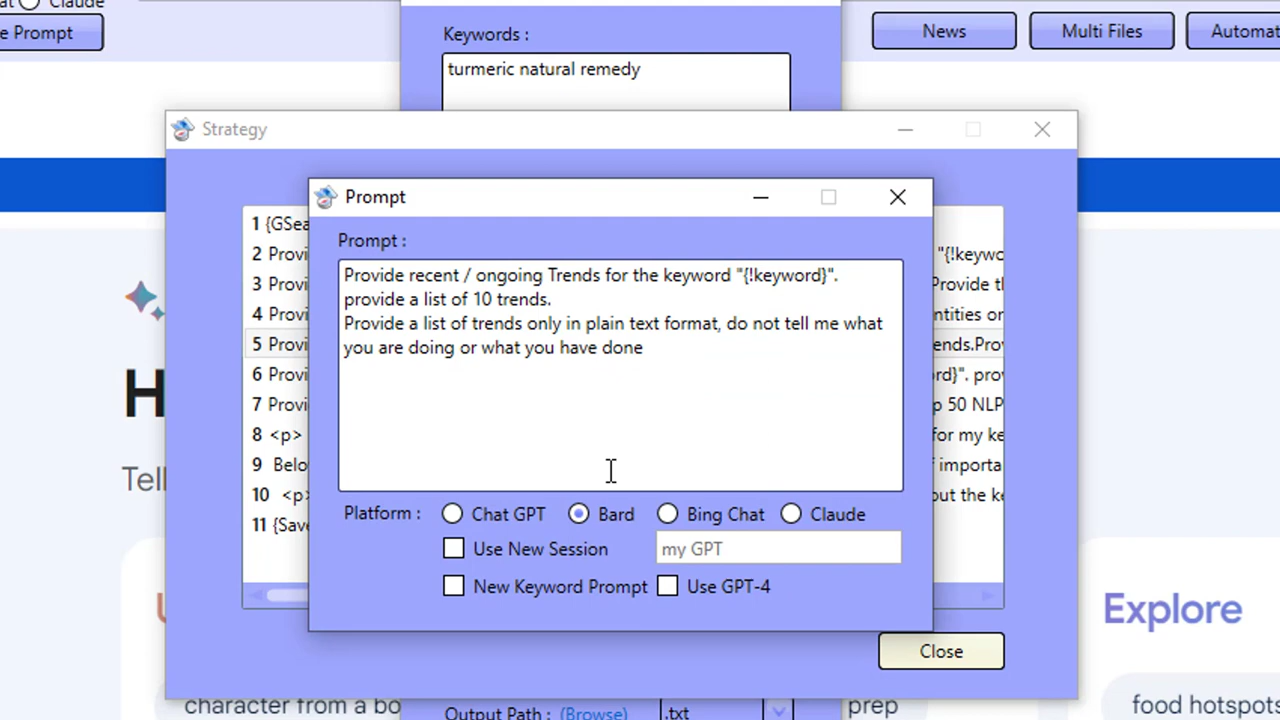 at Claude
e Prompt
Keywords :
turmeric natural remedy
News
Multi Files
Automat
Strategy
1 {GSea
2 Provi
"{!keywo
3 Provi
Provide th
4 Provi
entities or
5 Provi
ends.Prov
6 Provi
ord}". prov
7 Provi
p 50 NLP
8 <p>
for my ke
9 Belo
f importa
10 <p>
out the ke
11 {Save
Prompt
Prompt :
Provide recent / ongoing Trends for the keyword "{!keyword}".
provide a list of 10 trends.
Provide a list of trends only in plain text format, do not tell me what
you are doing or what you have done
Platform : Chat GPT Bard Bing Chat Claude
Use New Session my GPT
New Keyword Prompt Use GPT-4
Close
H
Tell
Explore
character from a bo
prep
food hotspots
Output Path : (Browse) .txt